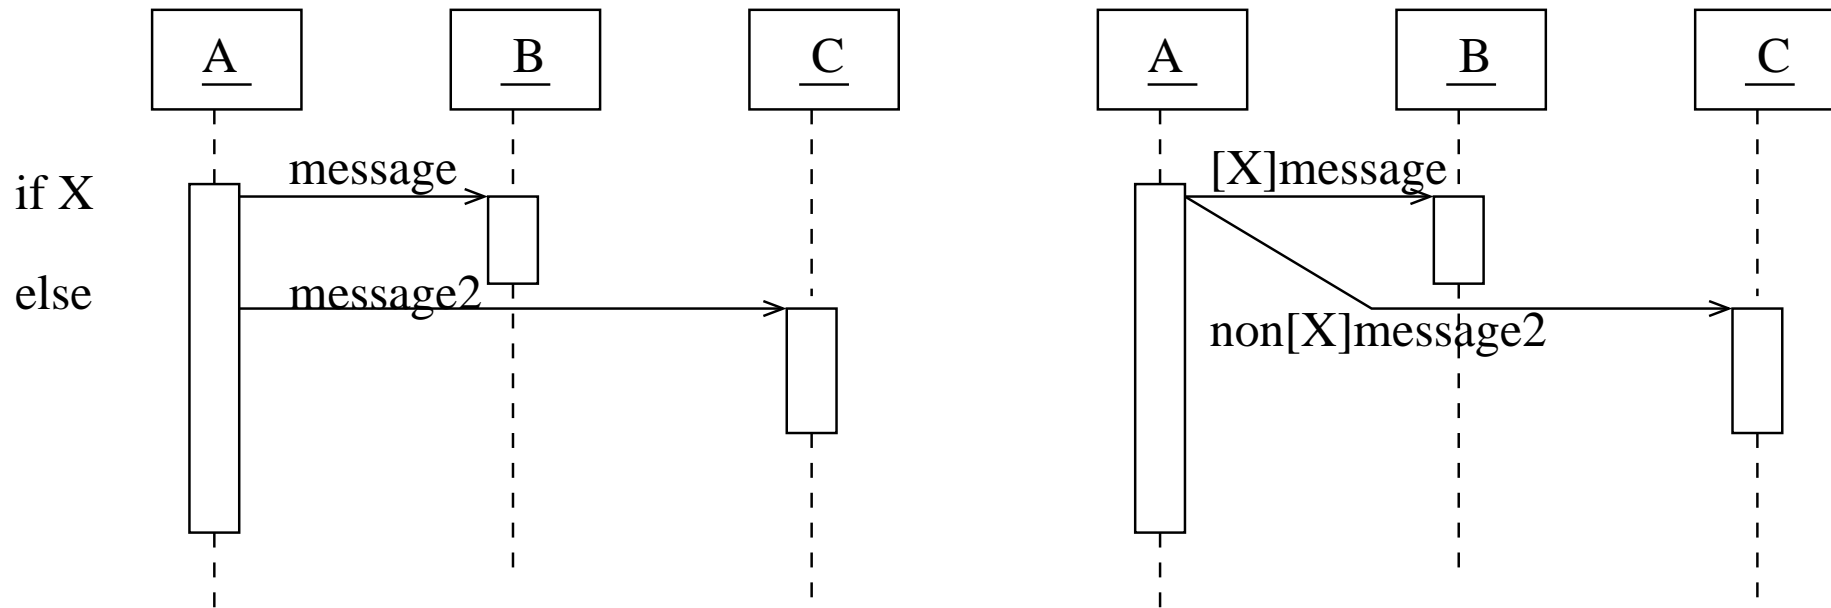 A B C A B C
message [X]message
if X
else message2
non[X]message2